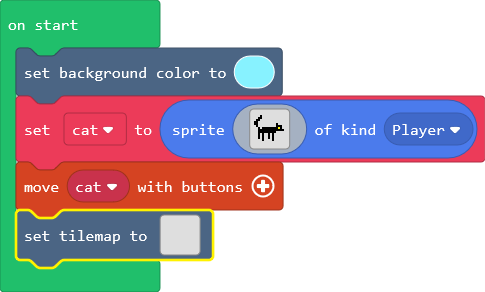 on start
set background color to
set cat to sprite of kind Player
move cat with buttons
set tilemap to